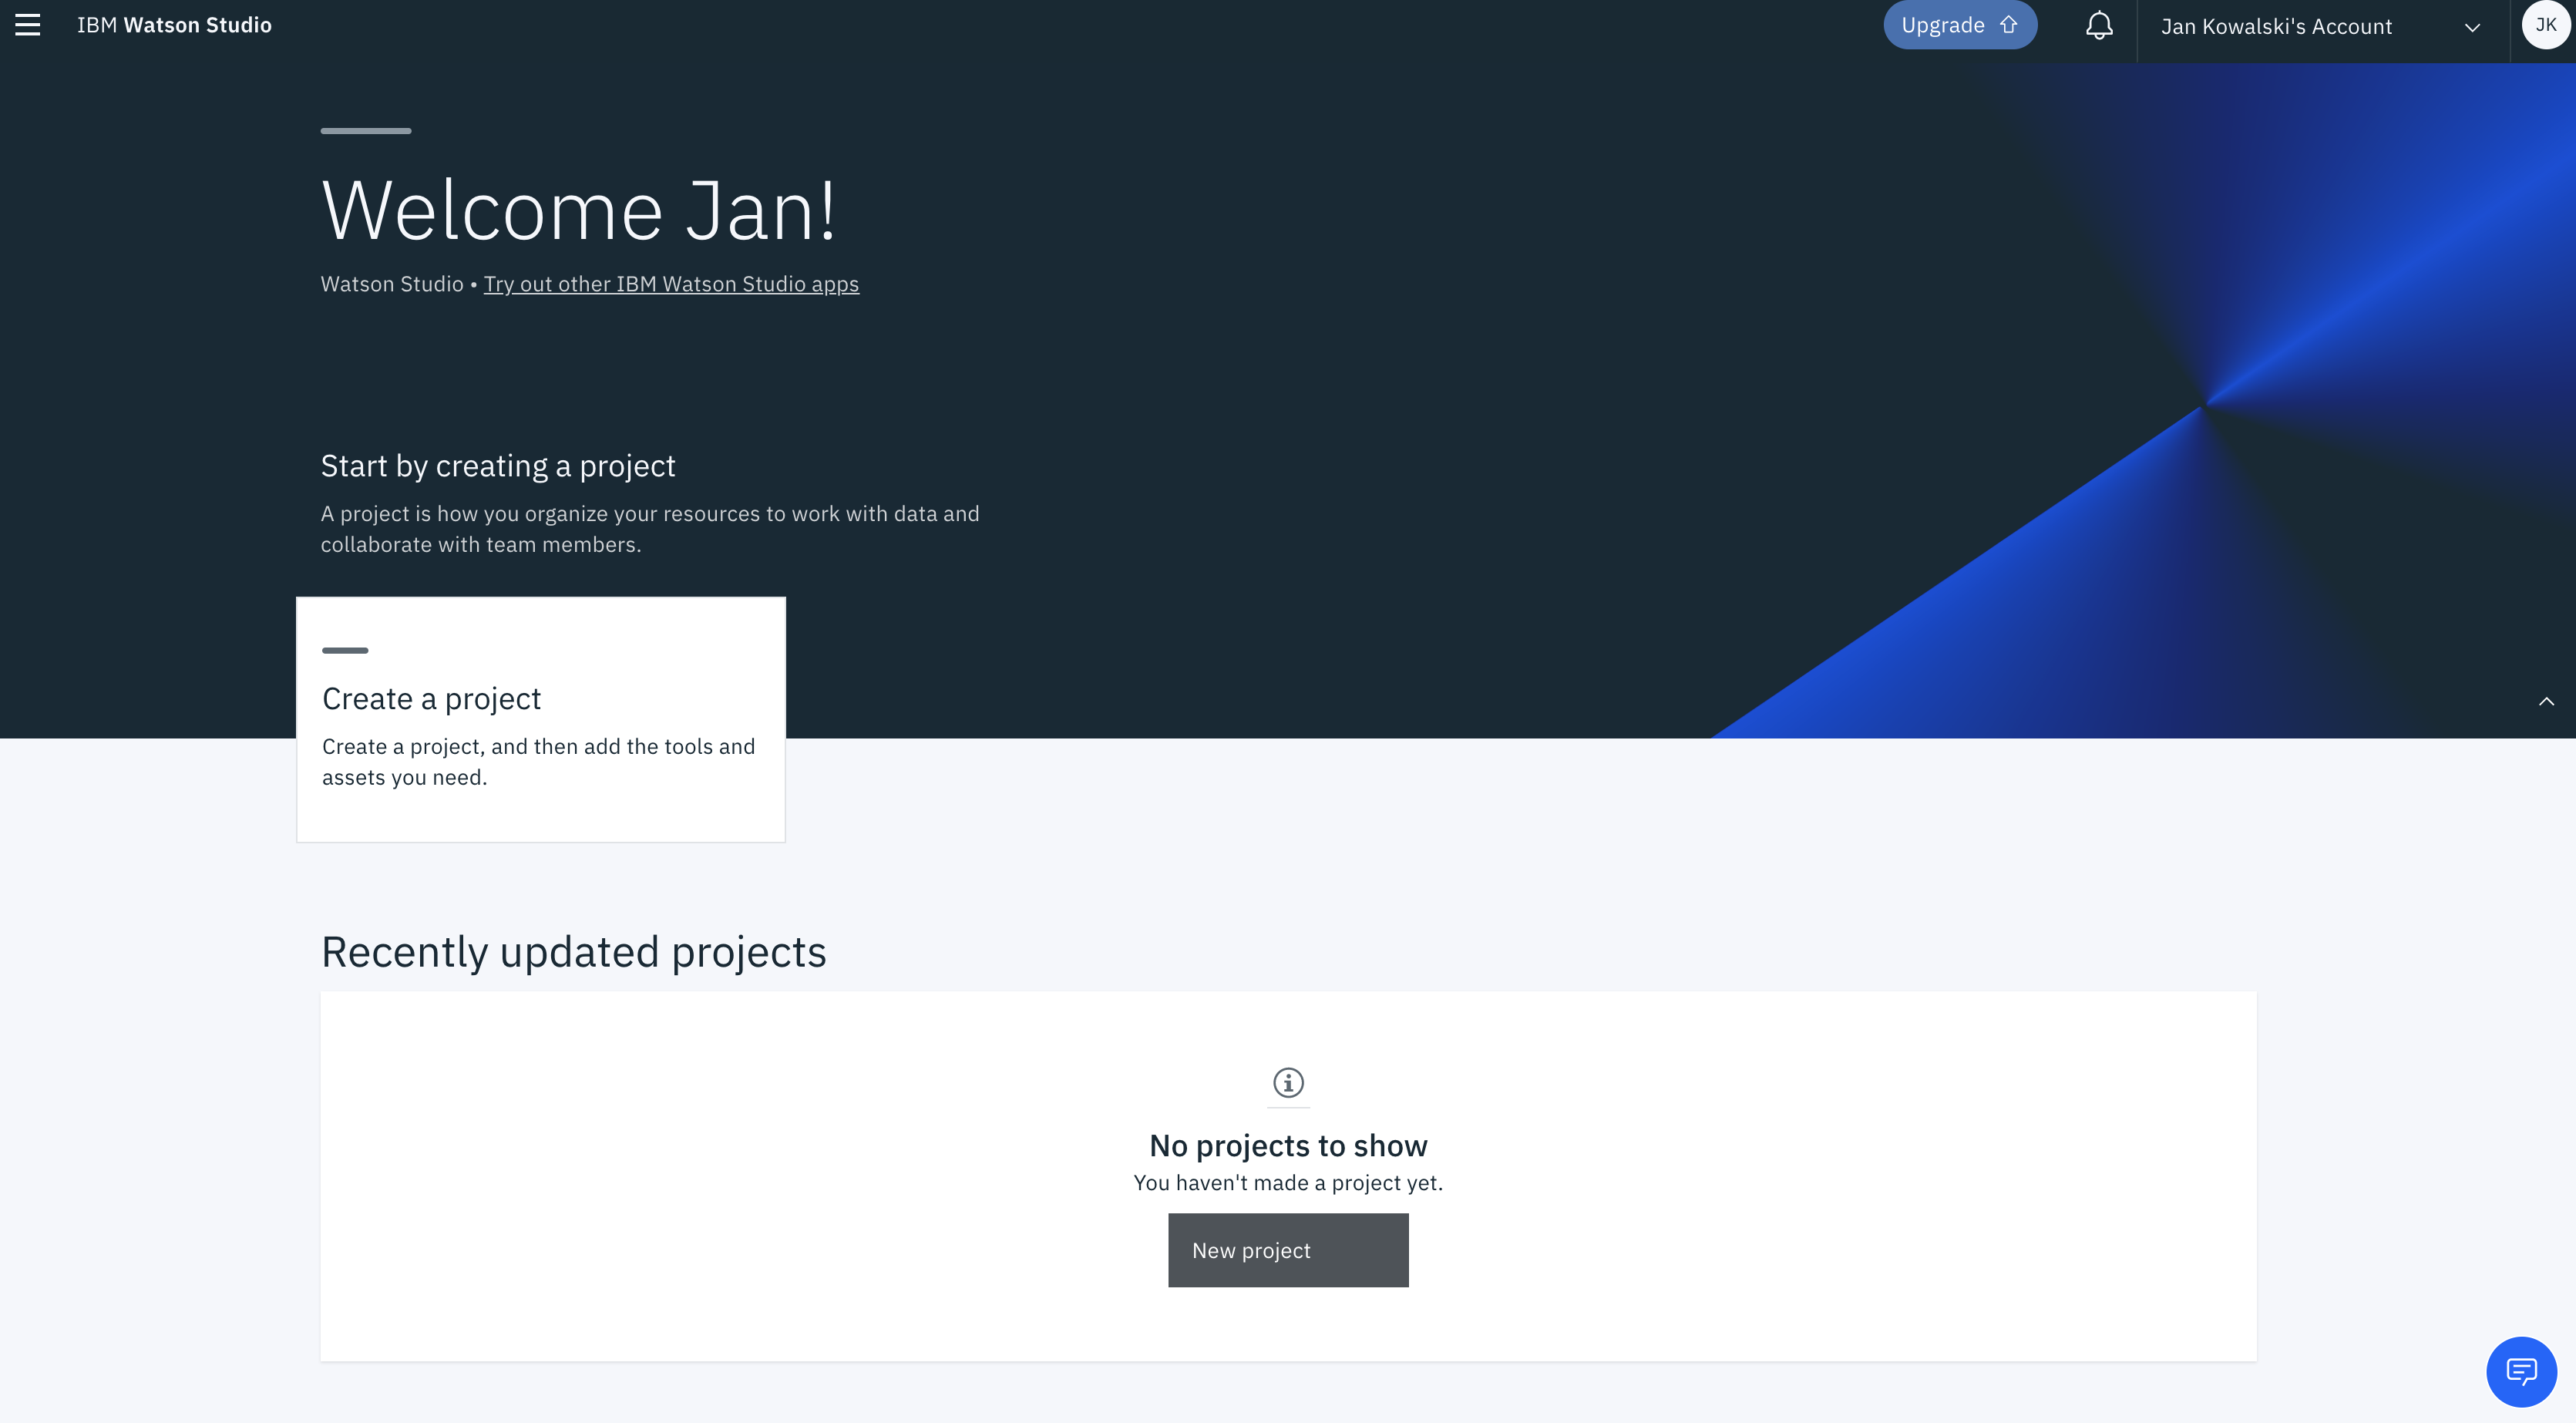 IBM Watson Studio
Upgrade
Jan Kowalski's Account
JK
Welcome Jan!
Watson Studio • Try out other IBM Watson Studio apps
Start by creating a project
A project is how you organize your resources to work with data and
collaborate with team members.
Create a project
Create a project, and then add the tools and
assets you need.
Recently updated projects
No projects to show
You haven't made a project yet.
New project